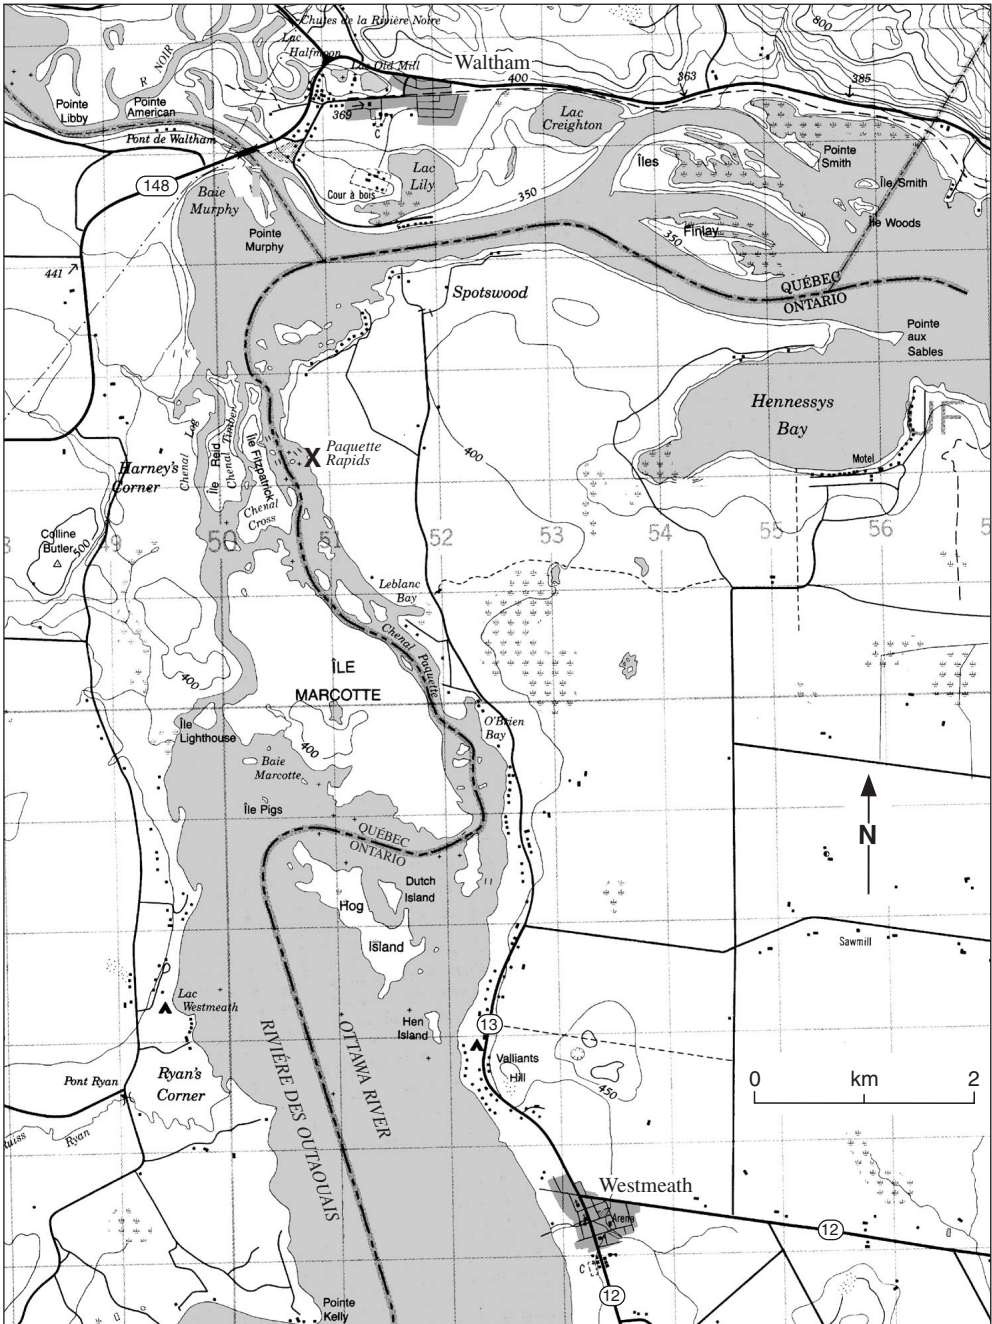 Chutes de la Rivière Noire
Lac
Halfmoon
Lac Old Mill
Waltham
400
363
385
800
R NOIR
Pointe
Libby
Pointe
American
Pont de Waltham
369
C
Lac
Creighton
Îles
Pointe
Smith
148
Baie
Murphy
Cour à bois
Lac
Lily
350
Île Smith
Île Woods
Pointe
Murphy
350
Finlay
441
Spotswood
QUÉBEC
ONTARIO
Pointe
aux
Sables
Hennessys
Bay
Motel
Chenal Log
Île Reid
Chenal Timber
Île Fitzpatrick
X
Paquette
Rapids
400
Harney's
Corner
Chenal
Cross
Colline
Butler
500
49
50
51
52
53
54
55
56
5
Leblanc
Bay
Chenal Paquette
ÎLE
MARCOTTE
400
O'Brien
Bay
Île
Lighthouse
400
Baie
Marcotte
Île Pigs
QUÉBEC
ONTARIO
N
Dutch
Island
Hog
Island
Sawmill
Lac
Westmeath
Hen
Island
13
RIVIÉRE DES OUTAOUAIS
OTTAWA RIVER
Valliants
Hill
450
Pont Ryan
Ryan's
Corner
0 km 2
Ruiss Ryan
Westmeath
Arena
12
C
12
Pointe
Kelly